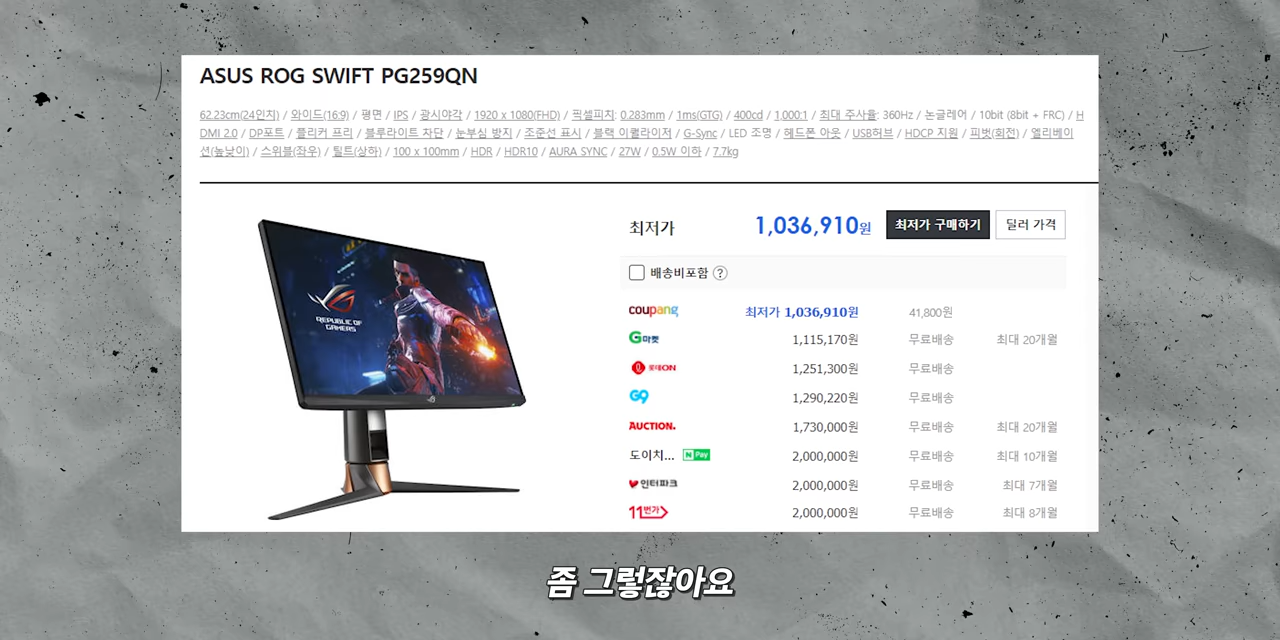 ASUS ROG SWIFT PG259QN
62.23cm(24인치) / 와이드(16:9) / 평면 / IPS / 광시야각 / 1920 x 1080(FHD) / 픽셀피치: 0.283mm / 1ms(GTG) / 400cd / 1,000:1 / 최대 주사율: 360Hz / 논글레어 / 10bit (8bit + FRC) / H
DMI 2.0 / DP포트 / 플리커 프리 / 블루라이트 차단 / 눈부심 방지 / 조준선 표시 / 블랙 이퀄라이저 / G-Sync / LED 조명 / 헤드폰 아웃 / USB허브 / HDCP 지원 / 피벗(회전) / 엘리베이
션(높낮이) / 스위블(좌우) / 틸트(상하) / 100 x 100mm / HDR / HDR10 / AURA SYNC / 27W / 0.5W 이하 / 7.7kg
REPUBLIC OF
GAMERS
최저가 1,036,910원 최저가 구매하기 딜러 가격
배송비포함 ?
coupang 최저가 1,036,910원 41,800원
G마켓 1,115,170원 무료배송 최대 20개월
롯데ON 1,251,300원 무료배송
G9 1,290,220원 무료배송
AUCTION. 1,730,000원 무료배송 최대 20개월
도이치... N Pay 2,000,000원 무료배송 최대 10개월
인터파크 2,000,000원 무료배송 최대 7개월
11번가 2,000,000원 무료배송 최대 8개월
좀 그렇잖아요